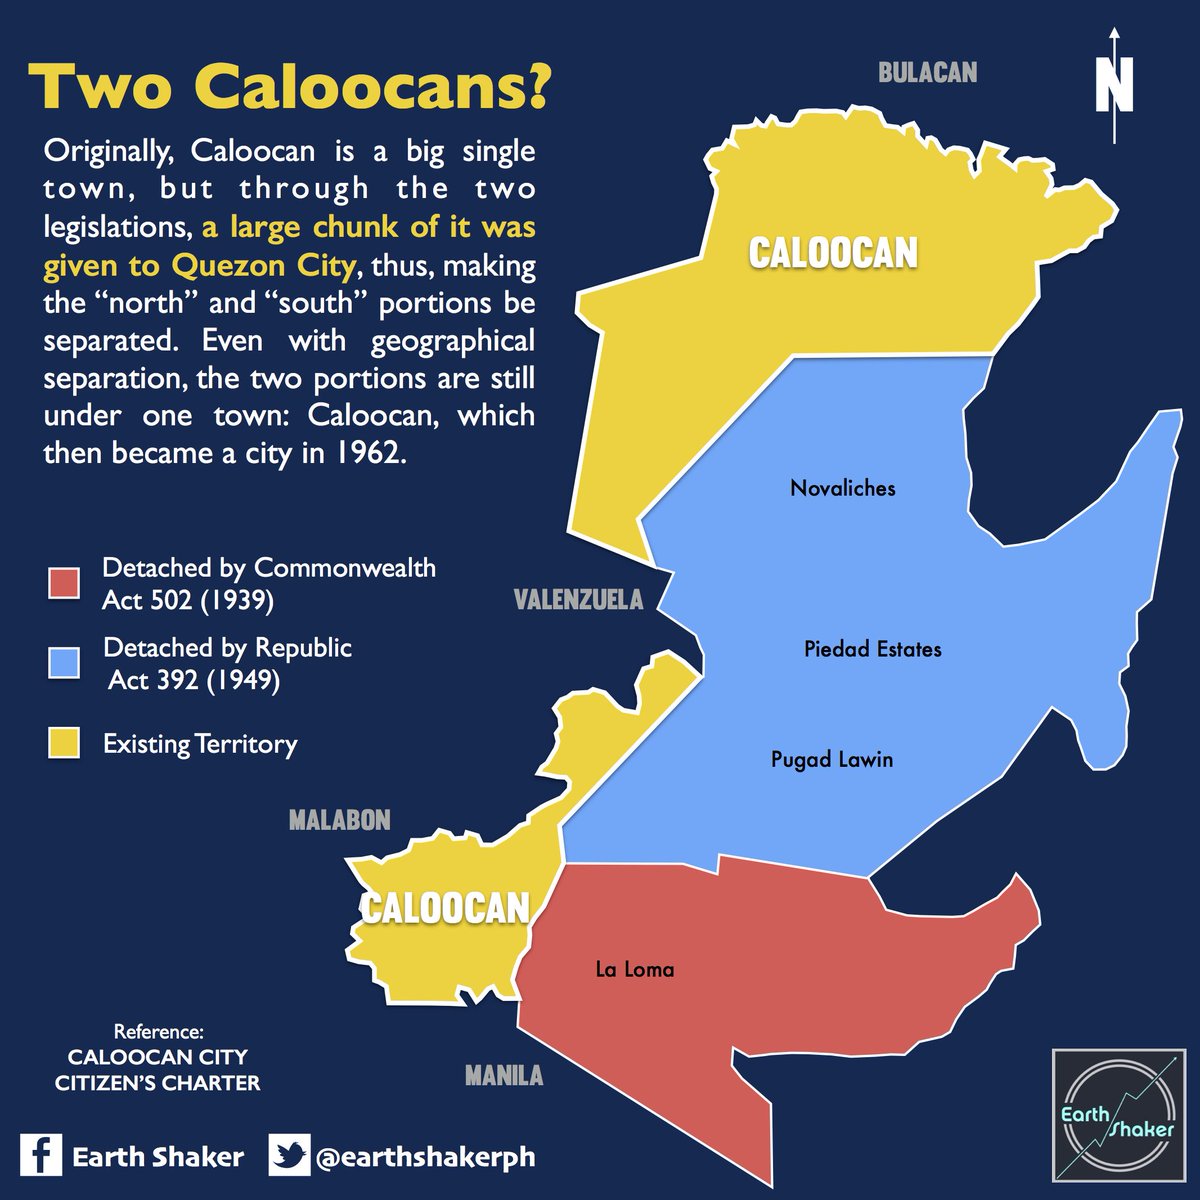 Two Caloocans?
Originally, Caloocan is a big single
town, but through the two
legislations, a large chunk of it was
given to Quezon City, thus, making
the “north” and “south” portions be
separated. Even with geographical
separation, the two portions are still
under one town: Caloocan, which
then became a city in 1962.
Detached by Commonwealth
Act 502 (1939)
Detached by Republic
Act 392 (1949)
Existing Territory
BULACAN
N
CALOOCAN
Novaliches
VALENZUELA
Piedad Estates
Pugad Lawin
MALABON
CALOOCAN
La Loma
MANILA
Reference:
CALOOCAN CITY
CITIZEN’S CHARTER
f Earth Shaker
@earthshakerph
Earth
Shaker